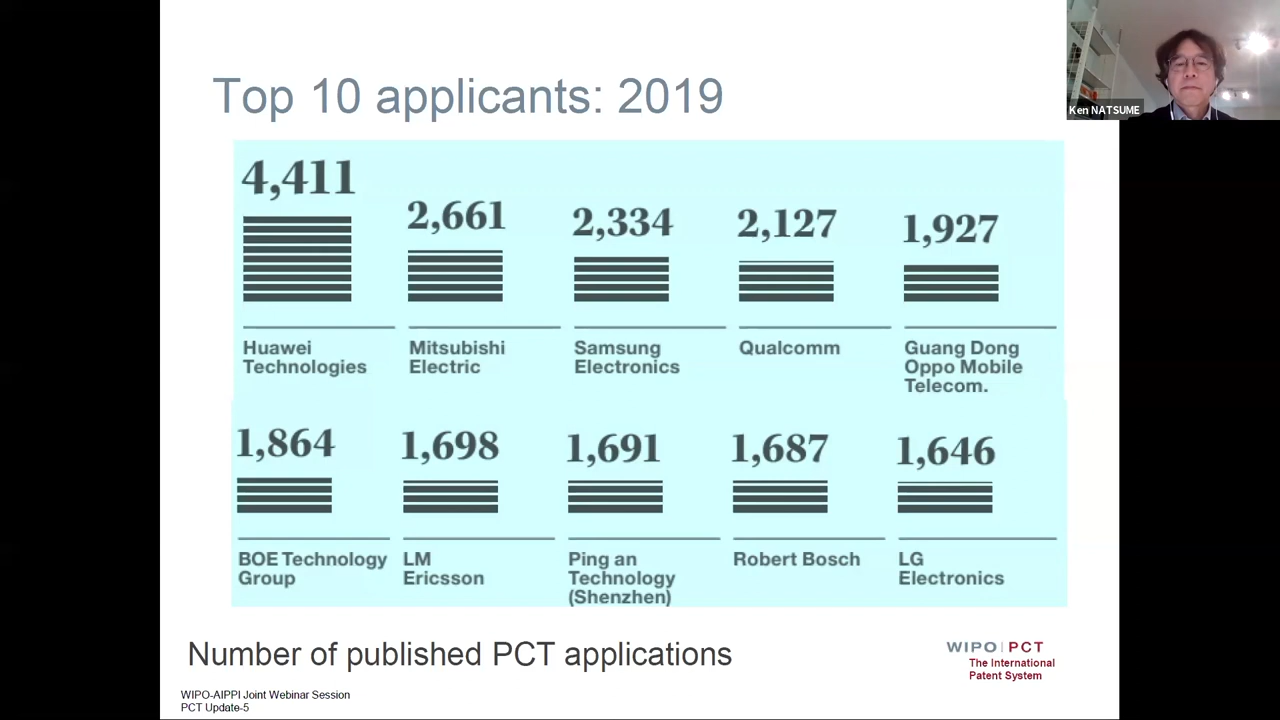 Top 10 applicants: 2019
Ken NATSUME
4,411
2,661
2,334
2,127
1,927
Huawei
Technologies
Mitsubishi
Electric
Samsung
Electronics
Qualcomm
Guang Dong
Oppo Mobile
Telecom.
1,864
1,698
1,691
1,687
1,646
BOE Technology
Group
LM
Ericsson
Ping an
Technology
(Shenzhen)
Robert Bosch
LG
Electronics
Number of published PCT applications
WIPO | PCT
The International
Patent System
WIPO-AIPPI Joint Webinar Session
PCT Update-5